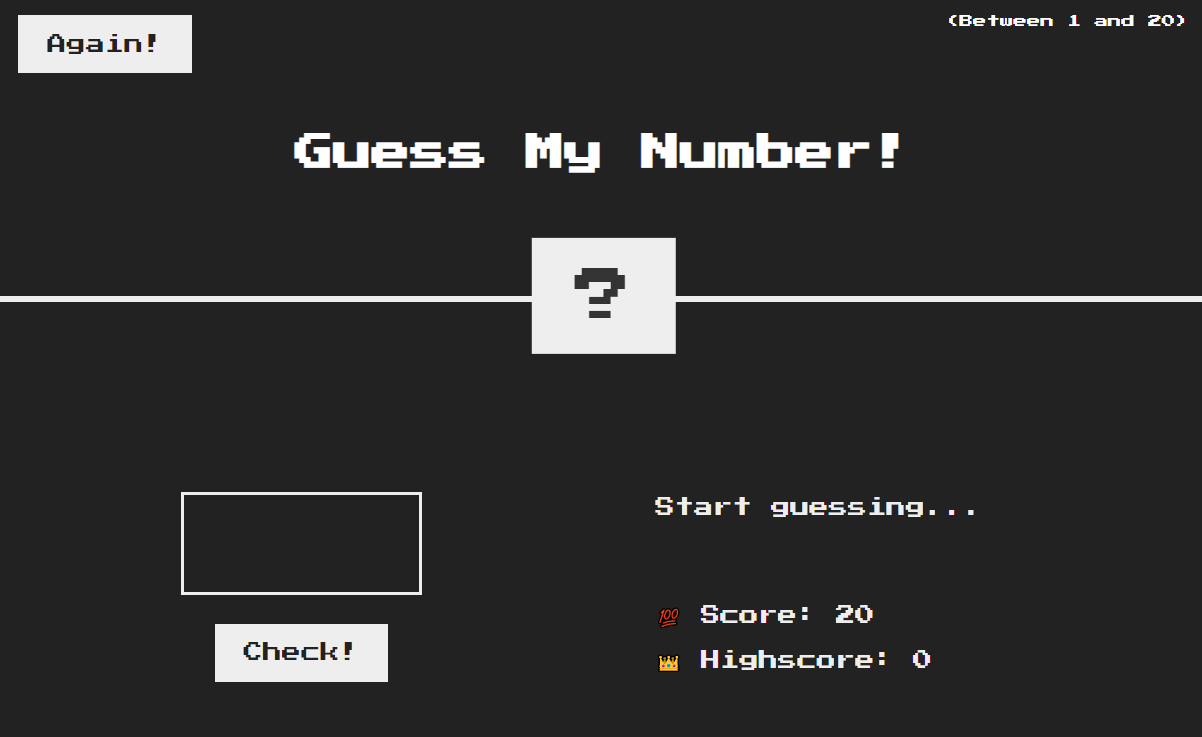 Again!
(Between 1 and 20)
Guess My Number!
?
Start guessing...
💯 Score: 20
Check!
👑 Highscore: 0